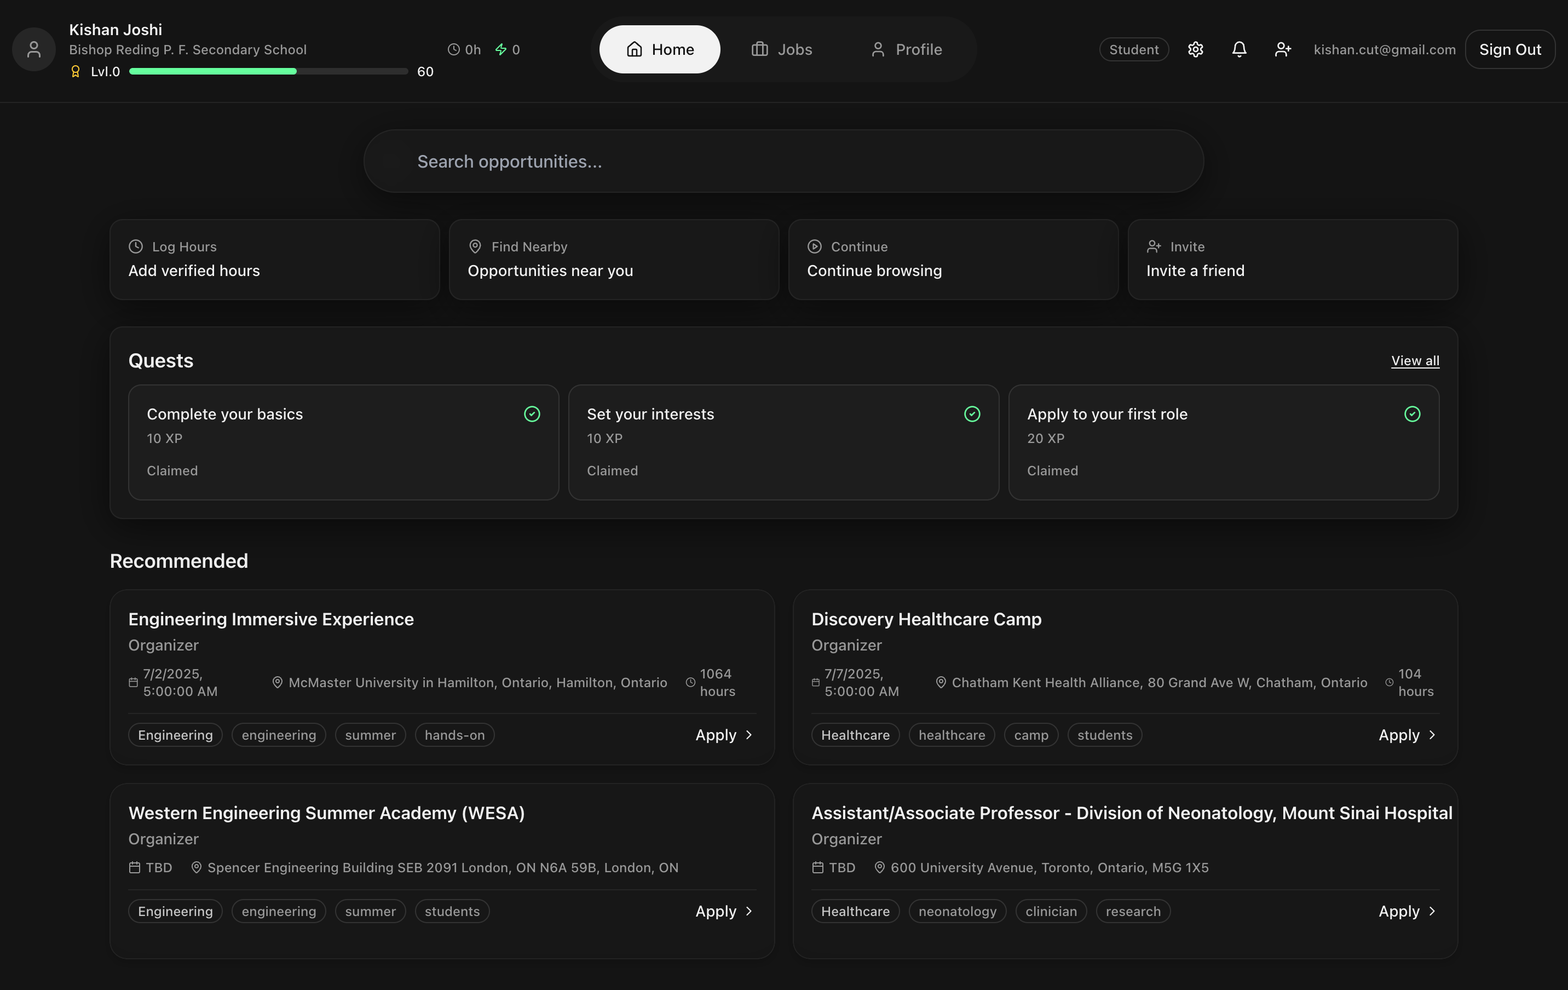 Kishan Joshi
Bishop Reding P. F. Secondary School
Lvl.0
60
0h
0
Home
Jobs
Profile
Student
kishan.cut@gmail.com
Sign Out
Search opportunities...
Log Hours
Add verified hours
Find Nearby
Opportunities near you
Continue
Continue browsing
Invite
Invite a friend
Quests
View all
Complete your basics
10 XP
Claimed
Set your interests
10 XP
Claimed
Apply to your first role
20 XP
Claimed
Recommended
Engineering Immersive Experience
Organizer
7/2/2025,
5:00:00 AM
McMaster University in Hamilton, Ontario, Hamilton, Ontario
1064
hours
Engineering
engineering
summer
hands-on
Apply
Discovery Healthcare Camp
Organizer
7/7/2025,
5:00:00 AM
Chatham Kent Health Alliance, 80 Grand Ave W, Chatham, Ontario
104
hours
Healthcare
healthcare
camp
students
Apply
Western Engineering Summer Academy (WESA)
Organizer
TBD
Spencer Engineering Building SEB 2091 London, ON N6A 59B, London, ON
Engineering
engineering
summer
students
Apply
Assistant/Associate Professor - Division of Neonatology, Mount Sinai Hospital
Organizer
TBD
600 University Avenue, Toronto, Ontario, M5G 1X5
Healthcare
neonatology
clinician
research
Apply